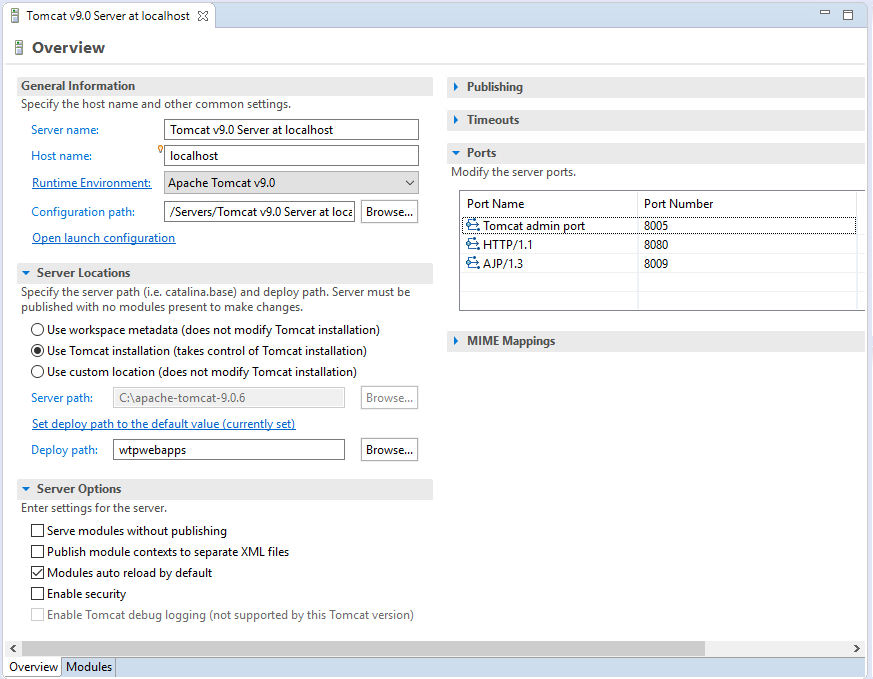 Tomcat v9.0 Server at localhost
Overview
General Information
Specify the host name and other common settings.
Server name:
Tomcat v9.0 Server at localhost
Host name:
localhost
Runtime Environment:
Apache Tomcat v9.0
Configuration path:
/Servers/Tomcat v9.0 Server at loca
Browse...
Open launch configuration
Server Locations
Specify the server path (i.e. catalina.base) and deploy path. Server must be
published with no modules present to make changes.
Use workspace metadata (does not modify Tomcat installation)
Use Tomcat installation (takes control of Tomcat installation)
Use custom location (does not modify Tomcat installation)
Server path:
C:\apache-tomcat-9.0.6
Browse...
Set deploy path to the default value (currently set)
Deploy path:
wtpwebapps
Browse...
Server Options
Enter settings for the server.
Serve modules without publishing
Publish module contexts to separate XML files
Modules auto reload by default
Enable security
Enable Tomcat debug logging (not supported by this Tomcat version)
Publishing
Timeouts
Ports
Modify the server ports.
Port Name Port Number
Tomcat admin port 8005
HTTP/1.1 8080
AJP/1.3 8009
MIME Mappings
Overview Modules